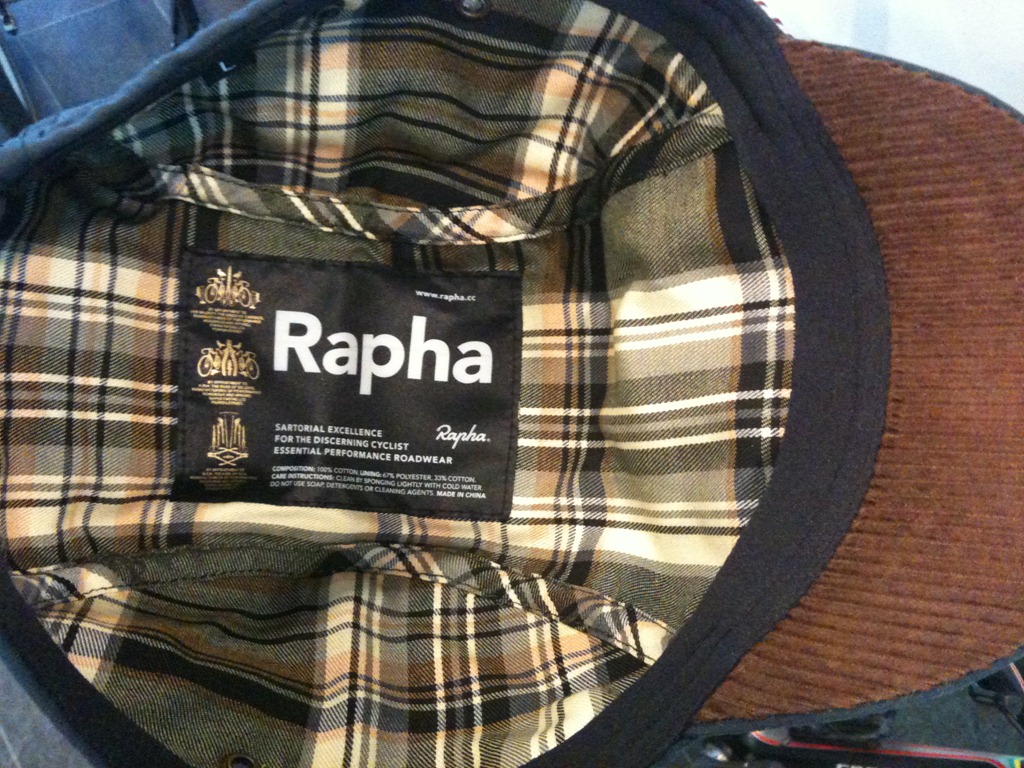 www.rapha.cc
Rapha
SARTORIAL EXCELLENCE
FOR THE DISCERNING CYCLIST
ESSENTIAL PERFORMANCE ROADWEAR
Rapha.
COMPOSITION: 100% COTTON, LINING: 67% POLYESTER, 33% COTTON.
CARE INSTRUCTIONS: CLEAN BY SPONGING LIGHTLY WITH COLD WATER.
DO NOT USE SOAP, DETERGENTS OR CLEANING AGENTS. MADE IN CHINA
L